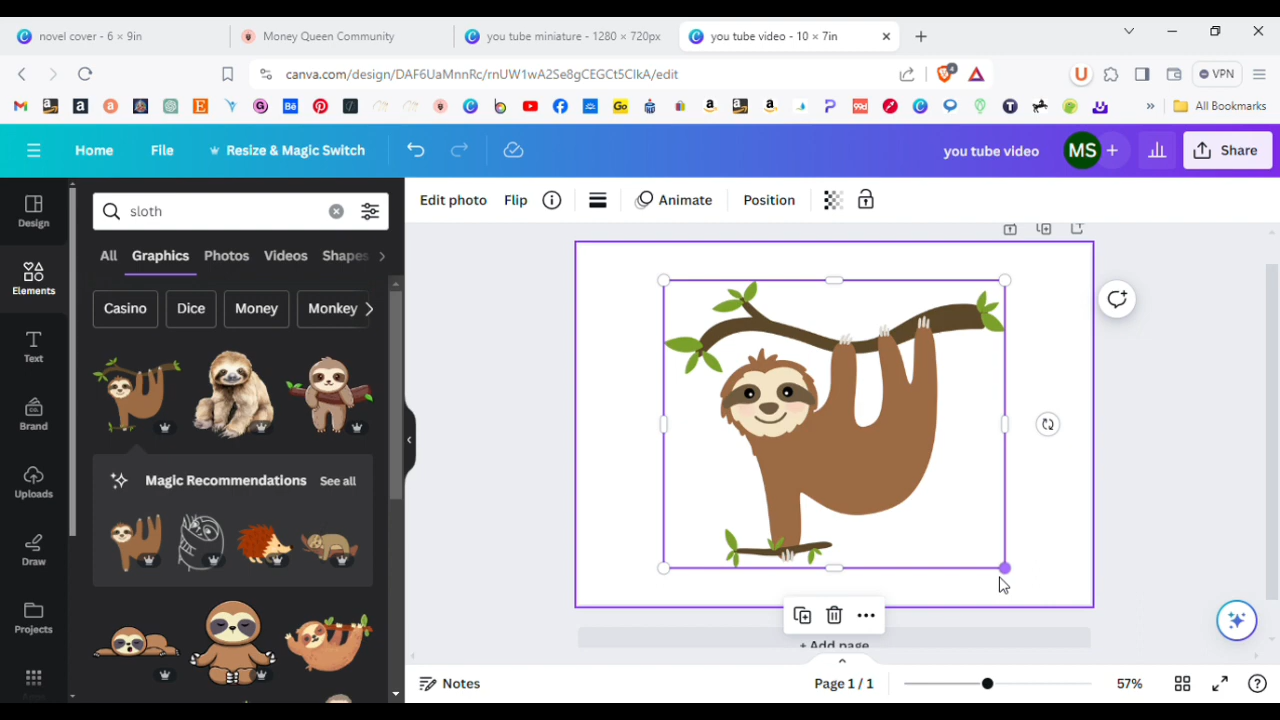 novel cover - 6 × 9in
Money Queen Community
you tube miniature - 1280 × 720px
you tube video - 10 × 7in
canva.com/design/DAF6UaMnnRc/rnUW1wA2Se8gCEGCt5ClkA/edit
4
VPN
All Bookmarks
Home
File
Resize & Magic Switch
you tube video
MS
Share
Design
Elements
Text
Brand
Uploads
Draw
Projects
sloth
All
Graphics
Photos
Videos
Shapes
Casino
Dice
Money
Monkey
Magic Recommendations
See all
Edit photo
Flip
Animate
Position
+ Add page
Notes
Page 1 / 1
57%